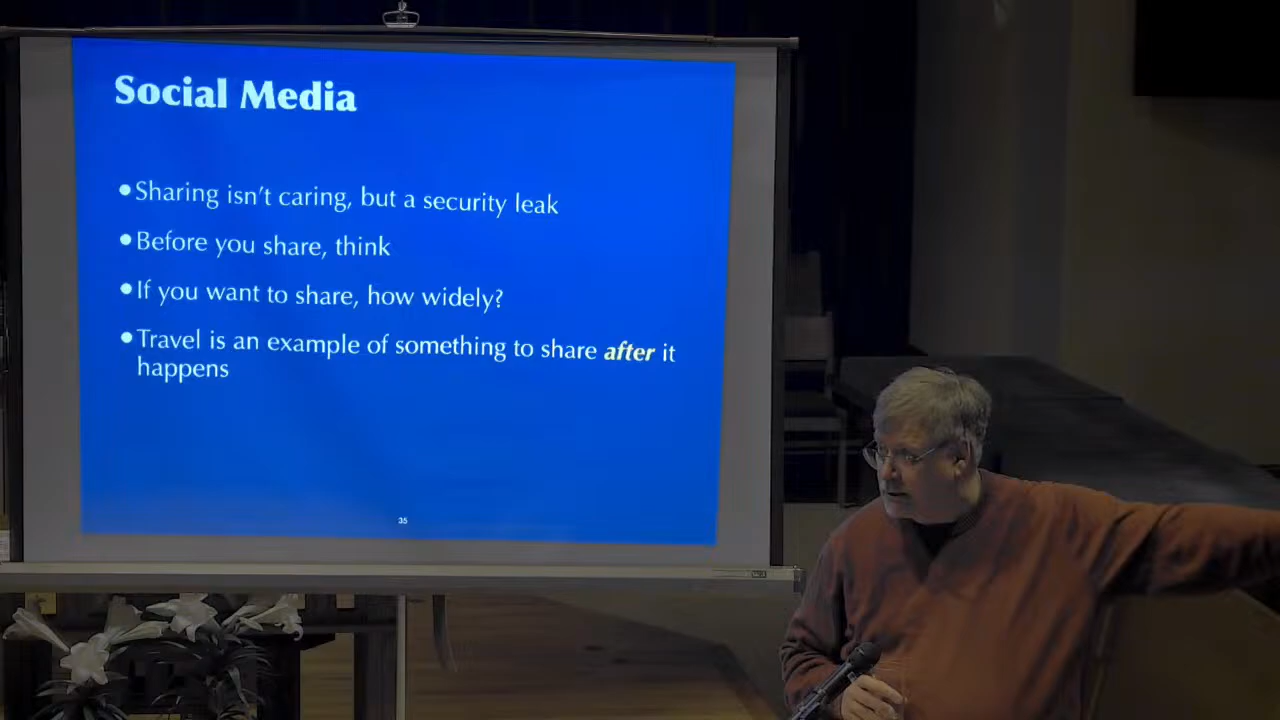 Social Media
•Sharing isn't caring, but a security leak
•Before you share, think
•If you want to share, how widely?
•Travel is an example of something to share after it
happens
35